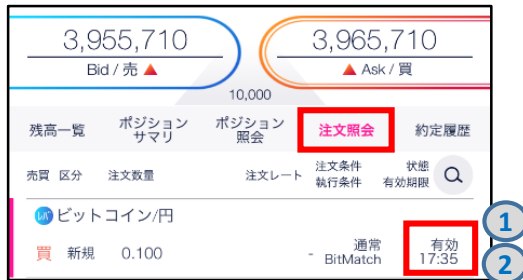 3,955,710 3,965,710
Bid / 売 ▲ ▲ Ask / 買
10,000
残高一覧 ポジションサマリ ポジション照会 注文照会 約定履歴
売買 区分 注文数量 注文レート 注文条件 執行条件 状態 有効期限
レバ ビットコイン/円
買 新規 0.100 - 通常 有効 1
BitMatch 17:35 2